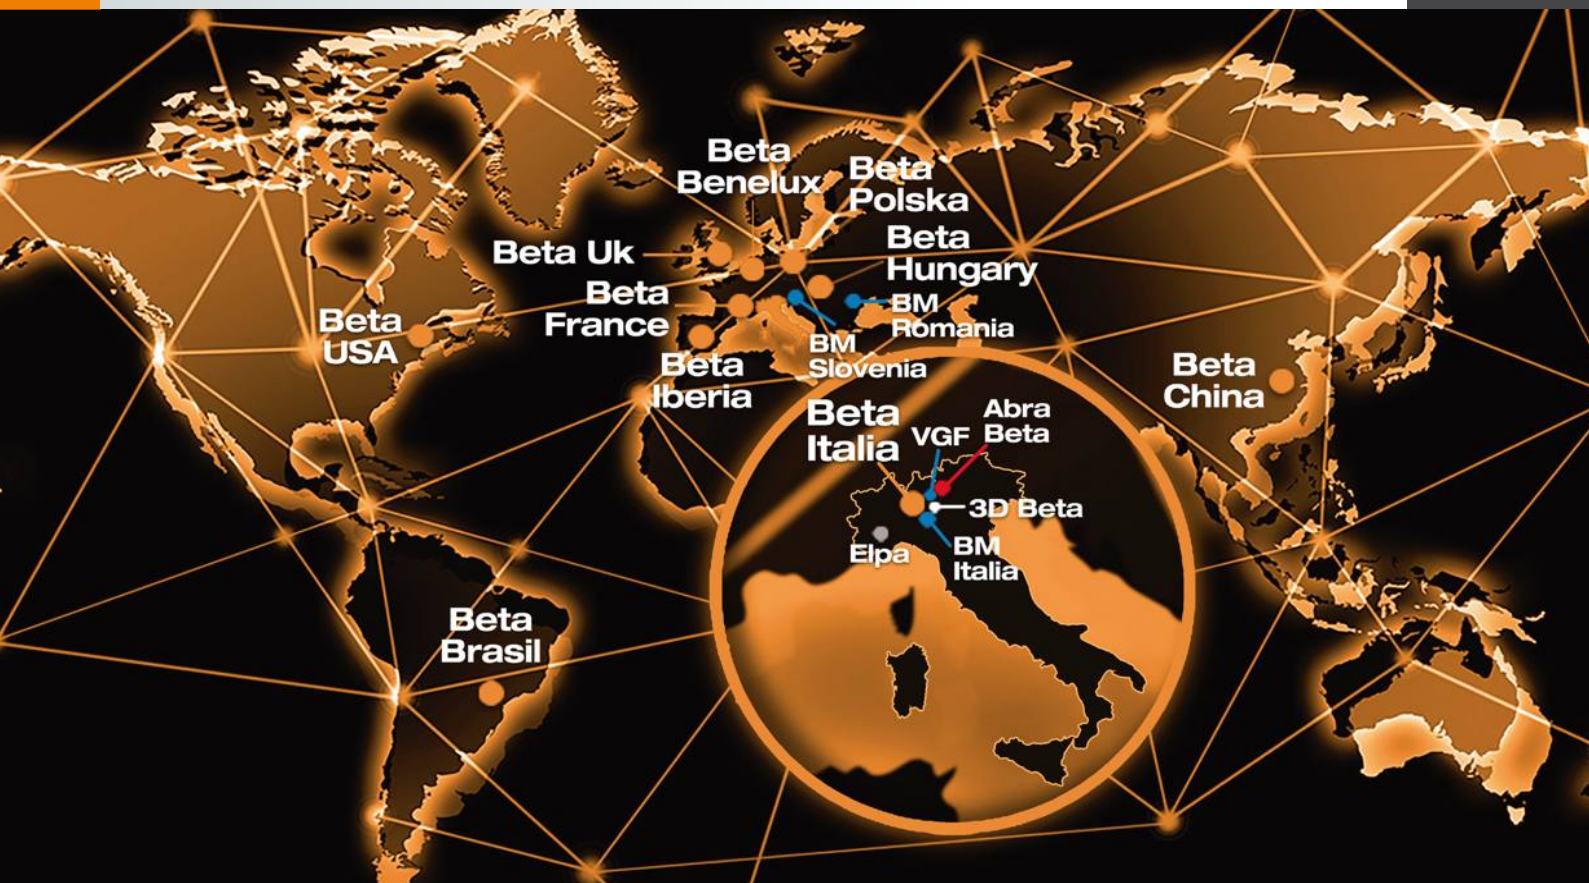 Beta
Benelux
Beta
Polska
Beta Uk
Beta
Hungary
Beta
France
BM
Romania
Beta
USA
BM
Slovenia
Beta
Iberia
Beta
China
Beta
Italia
VGF
Abra
Beta
3D Beta
Elpa
BM
Italia
Beta
Brasil